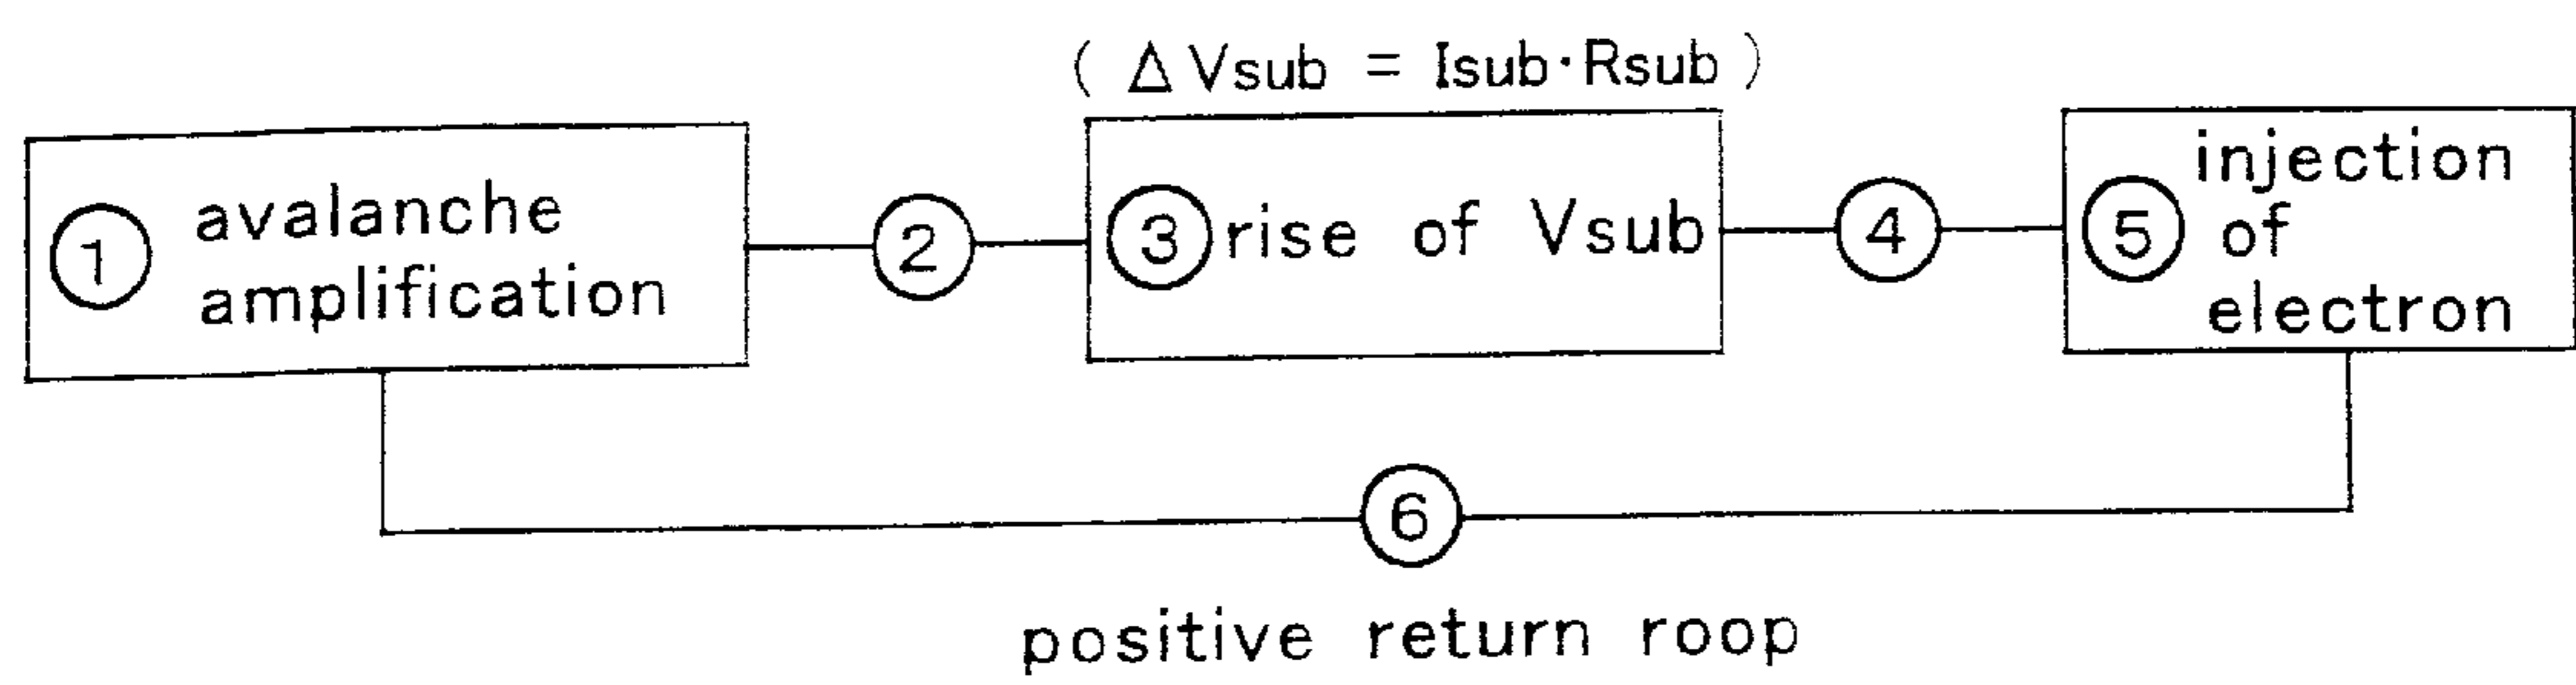 ( ΔVsub = Isub·Rsub )
① avalanche
amplification
②
③ rise of Vsub
④
⑤ injection
of
electron
⑥
positive return roop